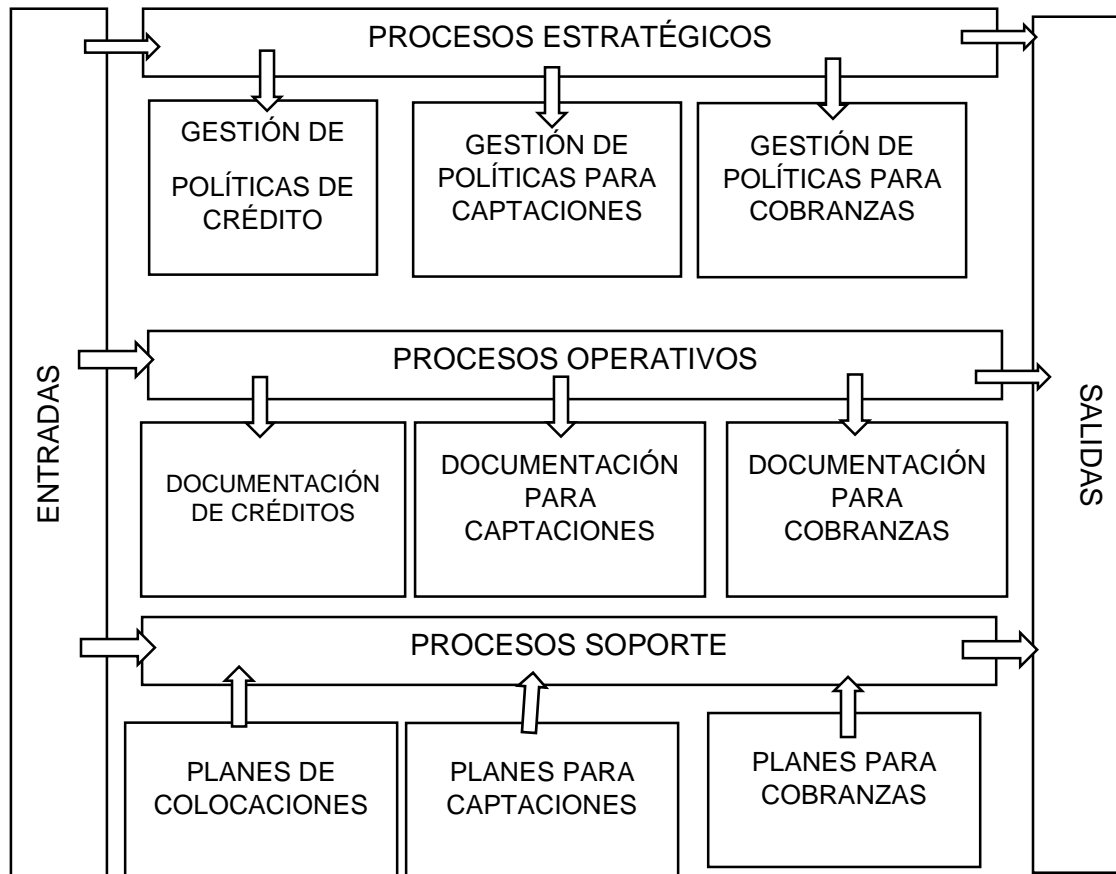 PROCESOS ESTRATÉGICOS
GESTIÓN DE
POLÍTICAS DE
CRÉDITO
GESTIÓN DE
POLÍTICAS PARA
CAPTACIONES
GESTIÓN DE
POLÍTICAS PARA
COBRANZAS
ENTRADAS
PROCESOS OPERATIVOS
DOCUMENTACIÓN
DE CRÉDITOS
DOCUMENTACIÓN
PARA
CAPTACIONES
DOCUMENTACIÓN
PARA
COBRANZAS
SALIDAS
PROCESOS SOPORTE
PLANES DE
COLOCACIONES
PLANES PARA
CAPTACIONES
PLANES PARA
COBRANZAS